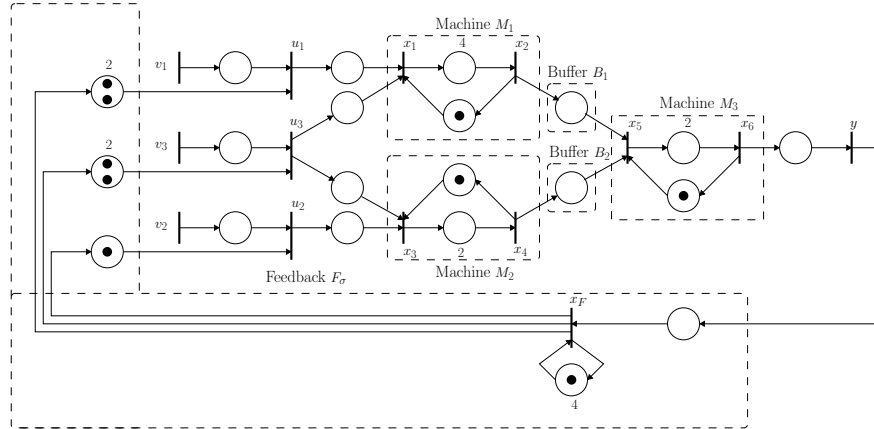 Machine M1
u1
x1
4
x2
v1
2
Buffer B1
Machine M3
u3
x5
2
x6
y
v3
2
Buffer B2
u2
v2
x3
2
x4
Feedback Fσ
Machine M2
xF
4